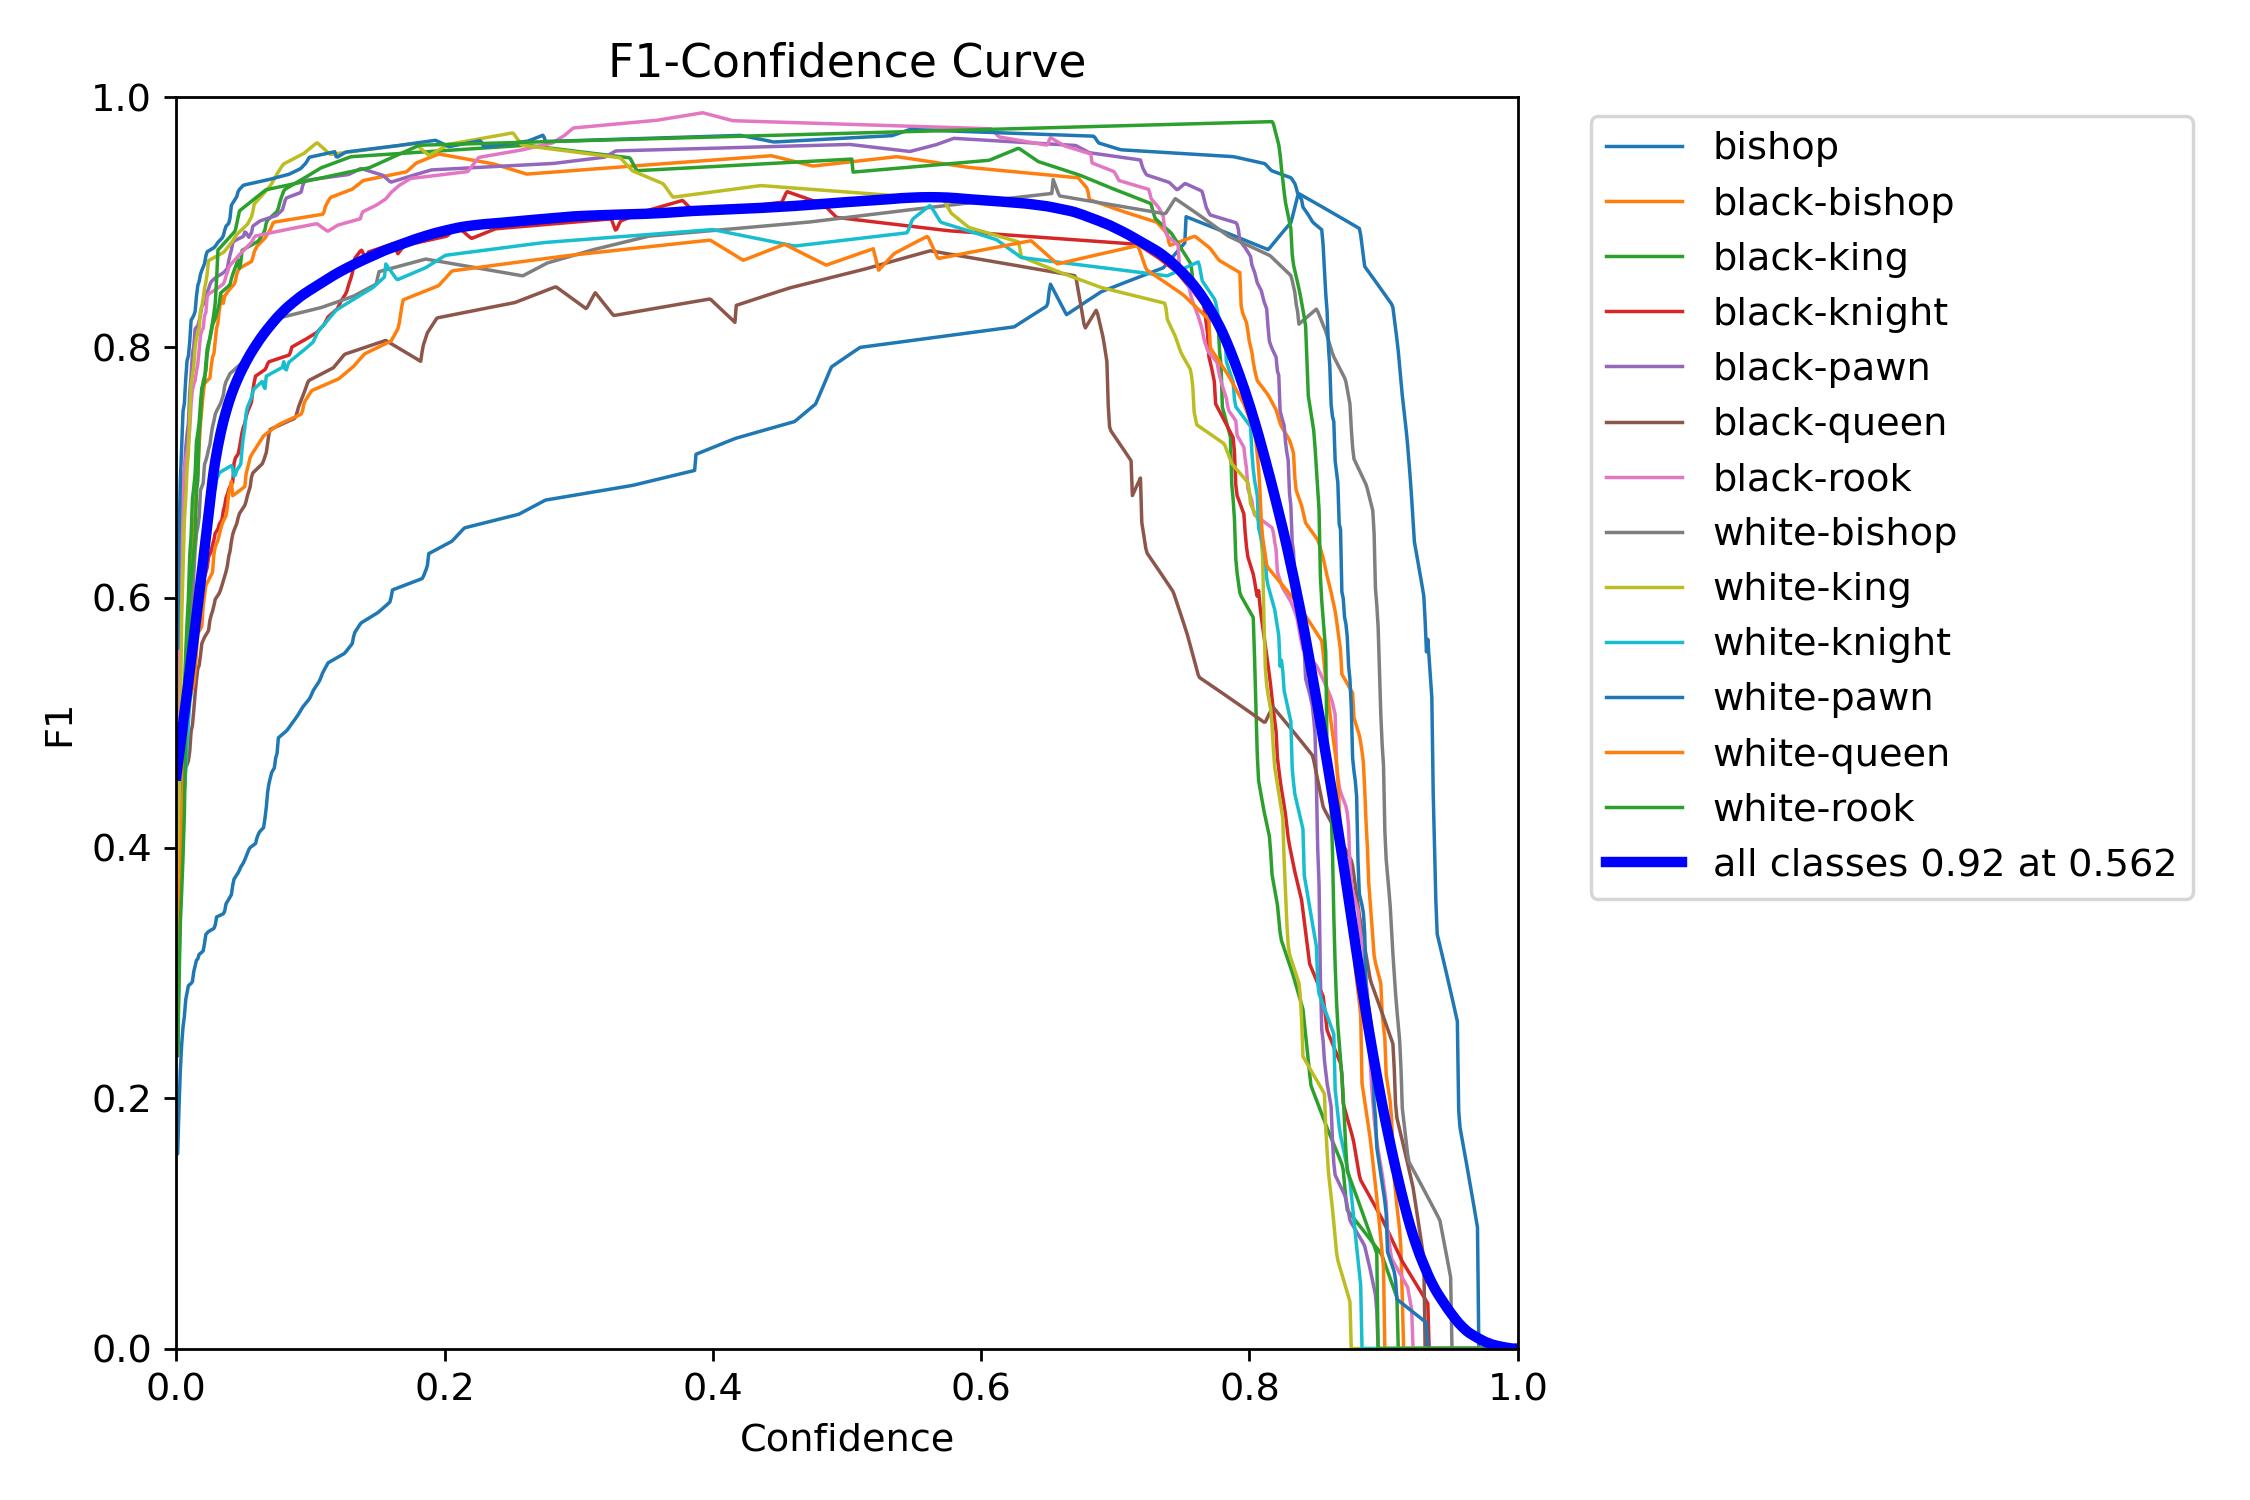 F1-Confidence Curve
1.0
0.8
0.6
0.4
0.2
0.0
F1
0.0 0.2 0.4 0.6 0.8 1.0
Confidence
bishop
black-bishop
black-king
black-knight
black-pawn
black-queen
black-rook
white-bishop
white-king
white-knight
white-pawn
white-queen
white-rook
all classes 0.92 at 0.562